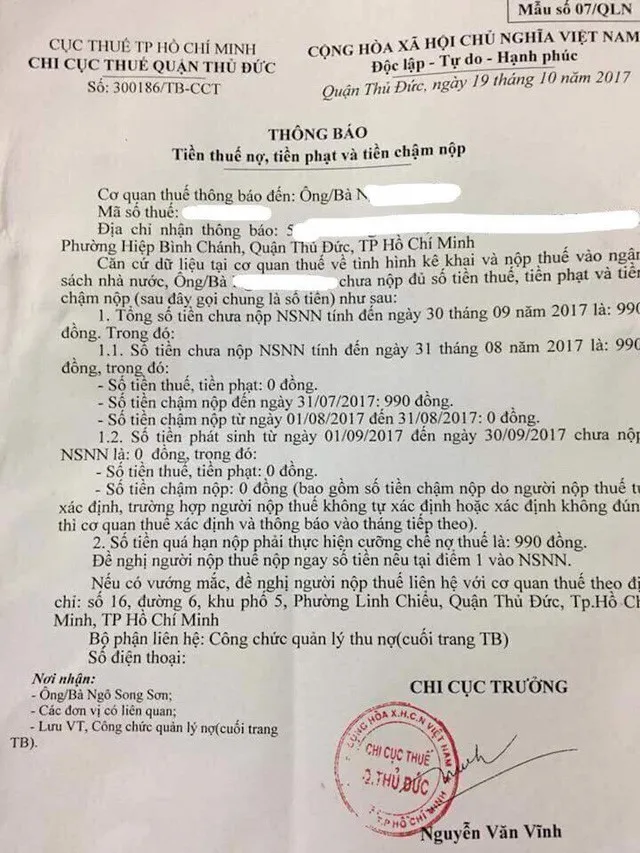 Mẫu số 07/QLN
CỤC THUẾ TP HỒ CHÍ MINH
CHI CỤC THUẾ QUẬN THỦ ĐỨC
Số: 300186/TB-CCT
CỘNG HÒA XÃ HỘI CHỦ NGHĨA VIỆT NAM
Độc lập - Tự do - Hạnh phúc
Quận Thủ Đức, ngày 19 tháng 10 năm 2017
THÔNG BÁO
Tiền thuế nợ, tiền phạt và tiền chậm nộp
Cơ quan thuế thông báo đến: Ông/Bà N
Mã số thuế:
Địa chỉ nhận thông báo: 5
Phường Hiệp Bình Chánh, Quận Thủ Đức, TP Hồ Chí Minh
Căn cứ dữ liệu tại cơ quan thuế về tình hình kê khai và nộp thuế vào ngân
sách nhà nước, Ông/Bà chưa nộp đủ số tiền thuế, tiền phạt và tiền
chậm nộp (sau đây gọi chung là số tiền) như sau:
1. Tổng số tiền chưa nộp NSNN tính đến ngày 30 tháng 09 năm 2017 là: 990
đồng. Trong đó:
1.1. Số tiền chưa nộp NSNN tính đến ngày 31 tháng 08 năm 2017 là: 990
đồng, trong đó:
- Số tiền thuế, tiền phạt: 0 đồng.
- Số tiền chậm nộp đến ngày 31/07/2017: 990 đồng.
- Số tiền chậm nộp từ ngày 01/08/2017 đến 31/08/2017: 0 đồng.
1.2. Số tiền phát sinh từ ngày 01/09/2017 đến ngày 30/09/2017 chưa nộp
NSNN là: 0 đồng, trong đó:
- Số tiền thuế, tiền phạt: 0 đồng.
- Số tiền chậm nộp: 0 đồng (bao gồm số tiền chậm nộp do người nộp thuế tự
xác định, trường hợp người nộp thuế không tự xác định hoặc xác định không đún
thì cơ quan thuế xác định và thông báo vào tháng tiếp theo).
2. Số tiền quá hạn nộp phải thực hiện cưỡng chế nợ thuế là: 990 đồng.
Đề nghị người nộp thuế nộp ngay số tiền nêu tại điểm 1 vào NSNN.
Nếu có vướng mắc, đề nghị người nộp thuế liên hệ với cơ quan thuế theo đị
chỉ: số 16, đường 6, khu phố 5, Phường Linh Chiểu, Quận Thủ Đức, Tp.Hồ C
Minh, TP Hồ Chí Minh
Bộ phận liên hệ: Công chức quản lý thu nợ(cuối trang TB)
Số điện thoại:
Nơi nhận:
- Ông/Bà Ngô Song Sơn;
- Các đơn vị có liên quan;
- Lưu VT, Công chức quản lý nợ(cuối trang
TB).
CHI CỤC TRƯỞNG
CỘNG HÒA X.H.C.N VIỆT NAM
CHI CỤC THUẾ
Q.THỦ ĐỨC
T.P HỒ CHÍ MINH
Nguyễn Văn Vĩnh